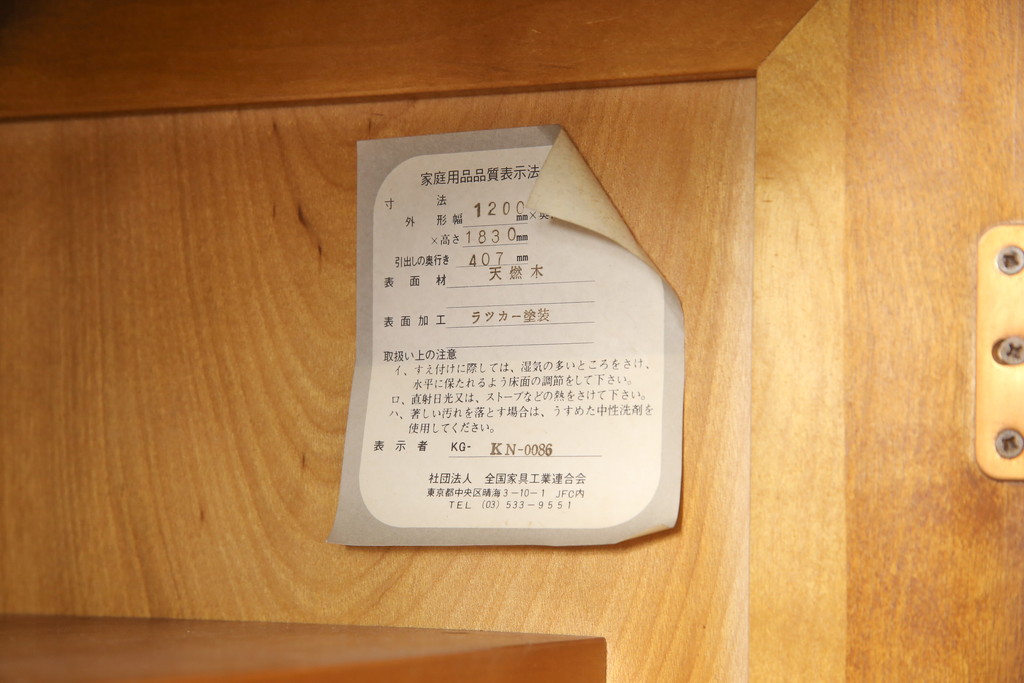 家庭用品品質表示法
寸法
外形幅 1200mm×奥
×高さ1830mm
引出しの奥行き 407 mm
表面材 天燃木
表面加工 ラツカー塗装
取扱い上の注意
イ、すえ付けに際しては、湿気の多いところをさけ、
水平に保たれるよう床面の調節をして下さい。
ロ、直射日光又は、ストーブなどの熱をさけて下さい。
ハ、著しい汚れを落とす場合は、うすめた中性洗剤を
使用してください。
表示者 KG- KN-0086
社団法人 全国家具工業連合会
東京都中央区晴海3-10-1 JFC内
TEL (03) 533-9551